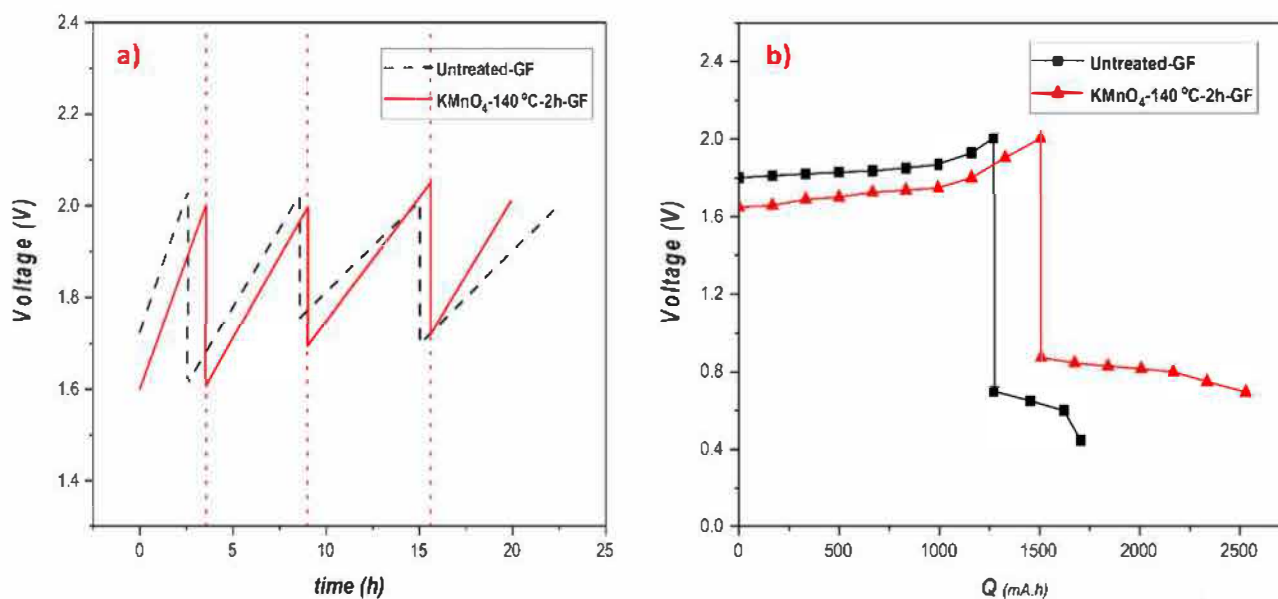 a)
Untreated-GF
KMnO₄-140 ⁰C-2h-GF
2.4
2.2
2.0
1.8
1.6
1.4
Voltage (V)
0
5
10
15
20
25
time (h)
b)
Untreated-GF
KMnO₄-140 ⁰C-2h-GF
2.4
2.0
1.6
1.2
0.8
0.4
0.0
Voltage (V)
0
500
1000
1500
2000
2500
Q (mA.h)